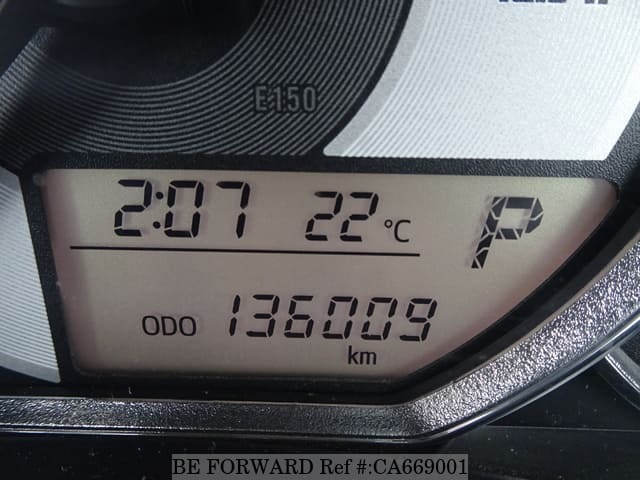 E150
2:07 22 °C P
ODO 136009
km
BE FORWARD Ref #:CA669001